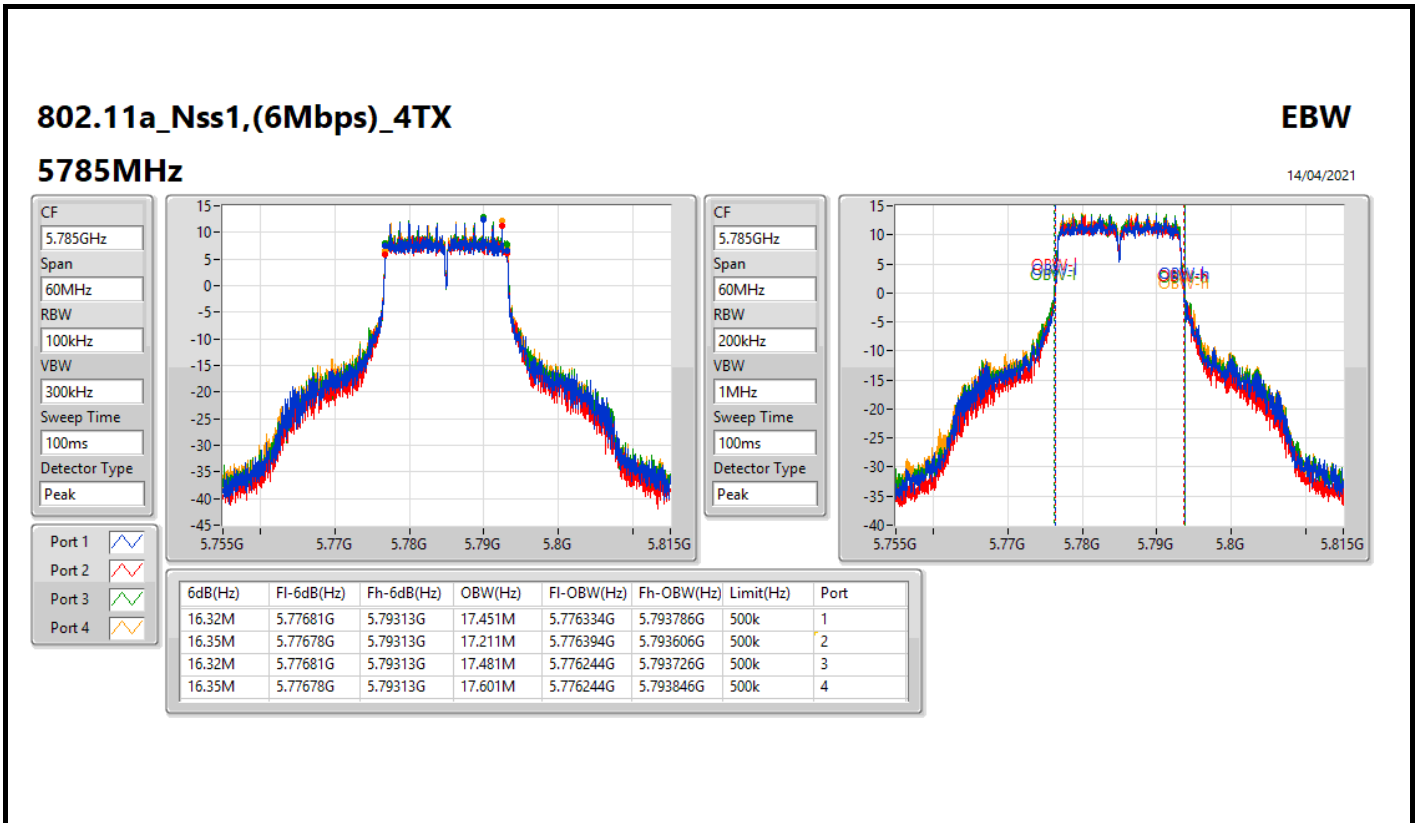 802.11a_Nss1,(6Mbps)_4TX
EBW
5785MHz
14/04/2021
CF
5.785GHz
Span
60MHz
RBW
100kHz
VBW
300kHz
Sweep Time
100ms
Detector Type
Peak
15
10
5
0
-5
-10
-15
-20
-25
-30
-35
-40
-45
5.755G 5.77G 5.78G 5.79G 5.8G 5.815G
CF
5.785GHz
Span
60MHz
RBW
200kHz
VBW
1MHz
Sweep Time
100ms
Detector Type
Peak
15
10
5
0
-5
-10
-15
-20
-25
-30
-35
-40
OBW-l
OBW-h
5.755G 5.77G 5.78G 5.79G 5.8G 5.815G
Port 1
Port 2
Port 3
Port 4
6dB(Hz) Fl-6dB(Hz) Fh-6dB(Hz) OBW(Hz) Fl-OBW(Hz) Fh-OBW(Hz) Limit(Hz) Port
16.32M 5.77681G 5.79313G 17.451M 5.776334G 5.793786G 500k 1
16.35M 5.77678G 5.79313G 17.211M 5.776394G 5.793606G 500k 2
16.32M 5.77681G 5.79313G 17.481M 5.776244G 5.793726G 500k 3
16.35M 5.77678G 5.79313G 17.601M 5.776244G 5.793846G 500k 4